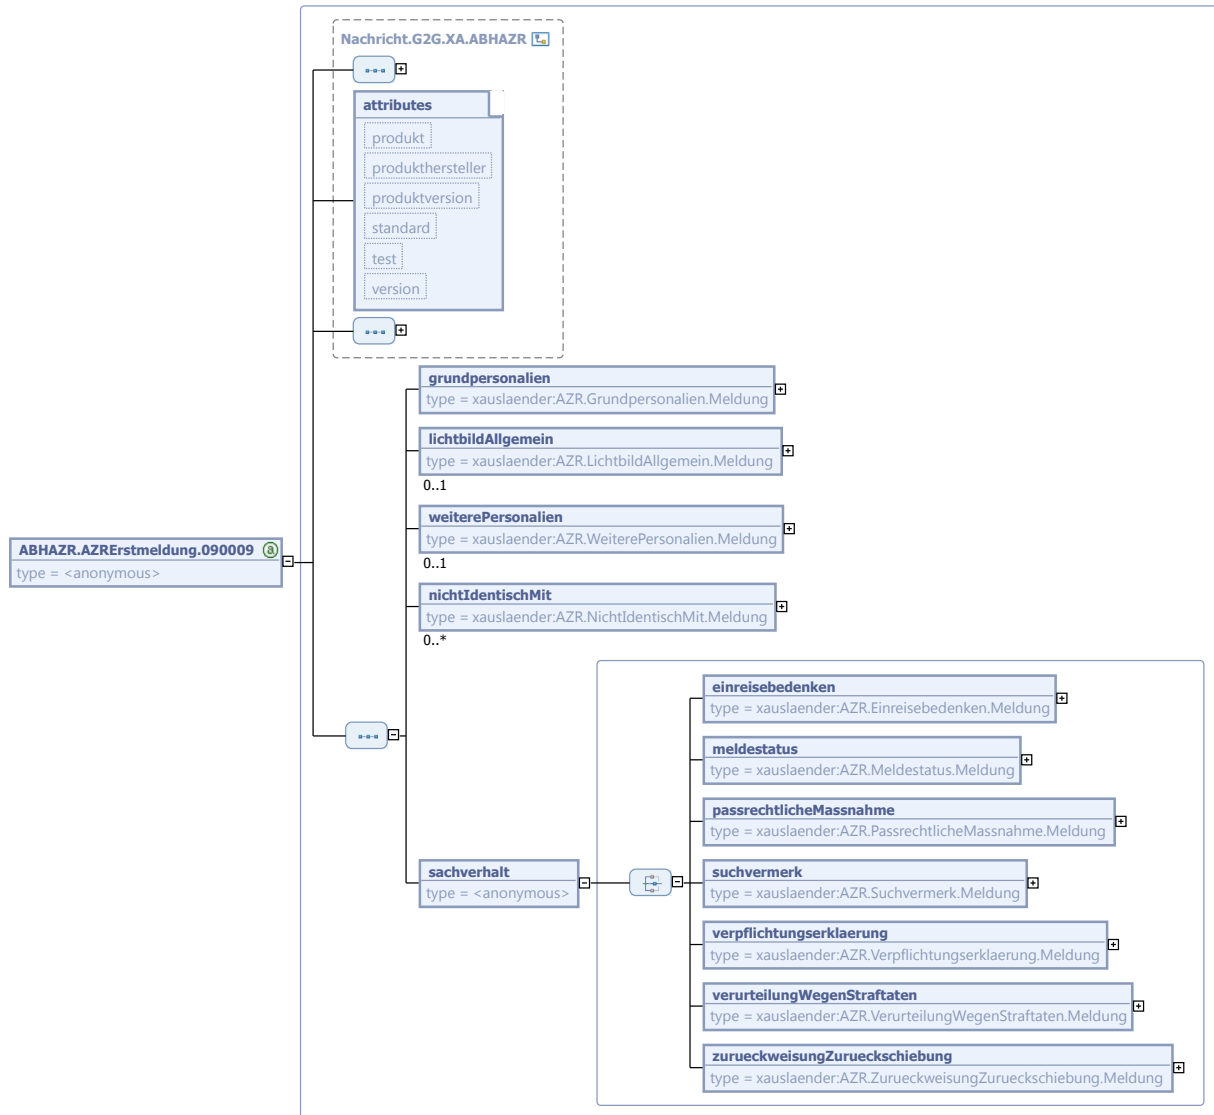 Nachricht.G2G.XA.ABHAZR
attributes
produkt
produkthersteller
produktversion
standard
test
version
grundpersonalien
type = xauslaender:AZR.Grundpersonalien.Meldung
lichtbildAllgemein
type = xauslaender:AZR.LichtbildAllgemein.Meldung
0..1
weiterePersonalien
type = xauslaender:AZR.WeiterePersonalien.Meldung
0..1
ABHAZR.AZRErstmeldung.090009 a
type = <anonymous>
nichtIdentischMit
type = xauslaender:AZR.NichtIdentischMit.Meldung
0..*
einreisebedenken
type = xauslaender:AZR.Einreisebedenken.Meldung
meldestatus
type = xauslaender:AZR.Meldestatus.Meldung
passrechtlicheMassnahme
type = xauslaender:AZR.PassrechtlicheMassnahme.Meldung
sachverhalt
type = <anonymous>
suchvermerk
type = xauslaender:AZR.Suchvermerk.Meldung
verpflichtungserklaerung
type = xauslaender:AZR.Verpflichtungserklaerung.Meldung
verurteilungWegenStraftaten
type = xauslaender:AZR.VerurteilungWegenStraftaten.Meldung
zurueckweisungZurueckschiebung
type = xauslaender:AZR.ZurueckweisungZurueckschiebung.Meldung